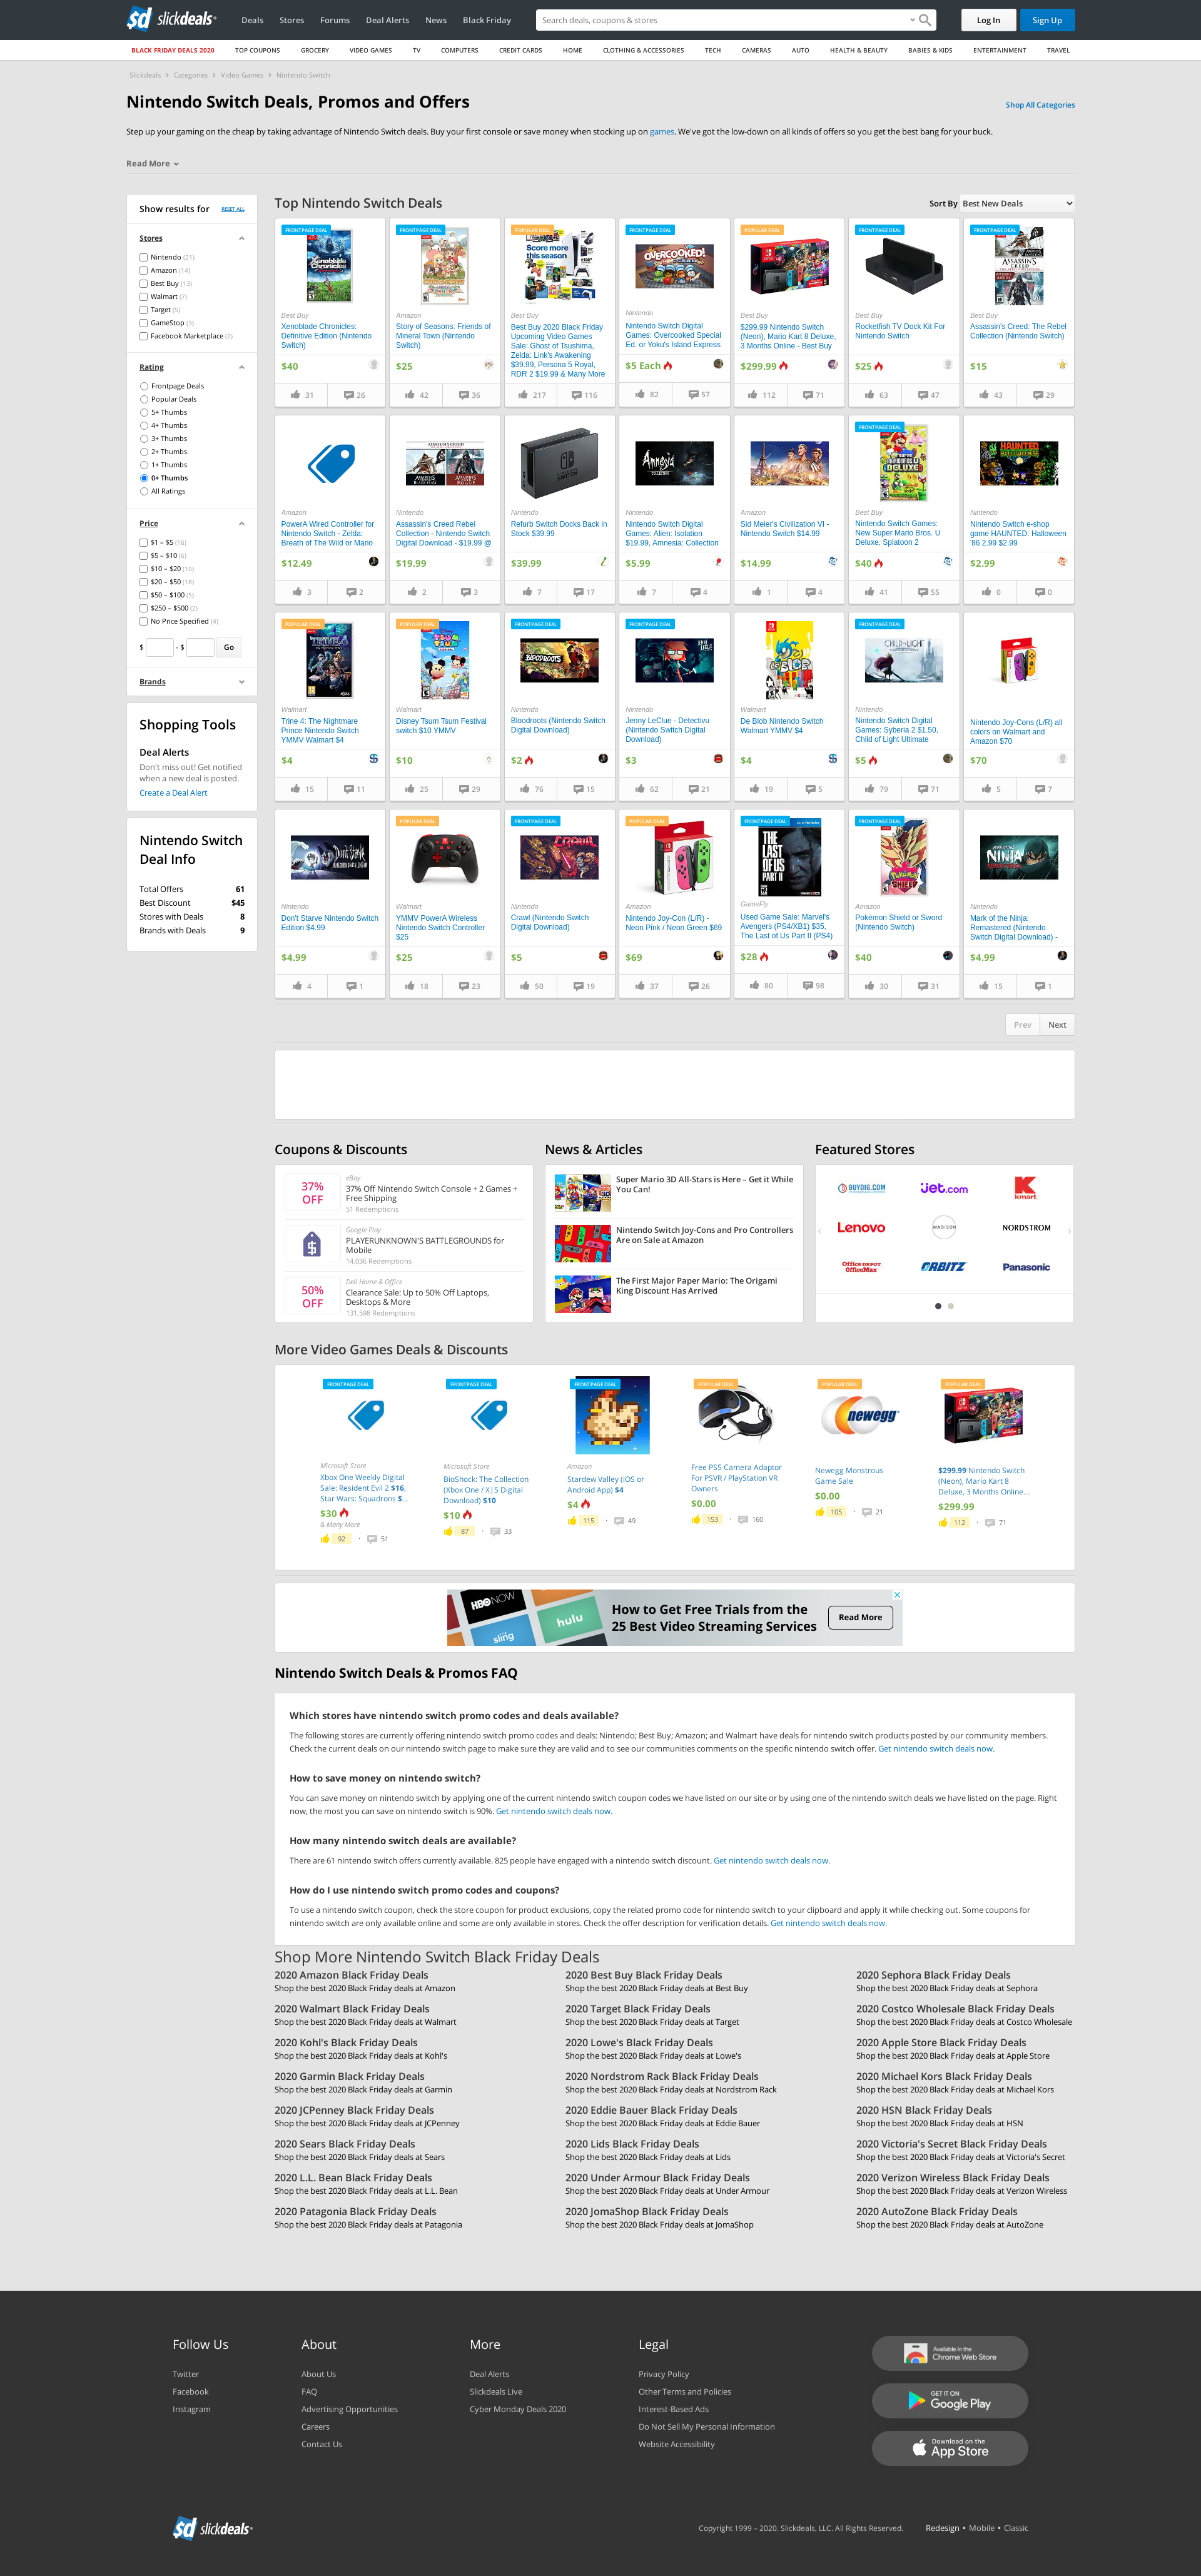 slickdeals
Deals Stores Forums Deal Alerts News Black Friday
Search deals, coupons & stores
Log In
Sign Up
BLACK FRIDAY DEALS 2020 TOP COUPONS GROCERY VIDEO GAMES TV COMPUTERS CREDIT CARDS HOME CLOTHING & ACCESSORIES TECH CAMERAS AUTO HEALTH & BEAUTY BABIES & KIDS ENTERTAINMENT TRAVEL
Slickdeals > Categories > Video Games > Nintendo Switch
Nintendo Switch Deals, Promos and Offers
Shop All Categories
Step up your gaming on the cheap by taking advantage of Nintendo Switch deals. Buy your first console or save money when stocking up on games. We've got the low-down on all kinds of offers so you get the best bang for your buck.
Read More
Show results for
RESET ALL
Stores
Nintendo (21)
Amazon (14)
Best Buy (13)
Walmart (7)
Target (5)
GameStop (3)
Facebook Marketplace (2)
Rating
Frontpage Deals
Popular Deals
5+ Thumbs
4+ Thumbs
3+ Thumbs
2+ Thumbs
1+ Thumbs
0+ Thumbs
All Ratings
Price
$1 – $5 (16)
$5 – $10 (6)
$10 – $20 (10)
$20 – $50 (18)
$50 – $100 (5)
$250 – $500 (2)
No Price Specified (4)
$ - $ Go
Brands
Shopping Tools
Deal Alerts
Don't miss out! Get notified
when a new deal is posted.
Create a Deal Alert
Nintendo Switch
Deal Info
Total Offers 61
Best Discount $45
Stores with Deals 8
Brands with Deals 9
Top Nintendo Switch Deals
Sort By Best New Deals
FRONTPAGE DEAL
Best Buy
Xenoblade Chronicles:
Definitive Edition (Nintendo
Switch)
$40
31 26
FRONTPAGE DEAL
Amazon
Story of Seasons: Friends of
Mineral Town (Nintendo
Switch)
$25
42 36
POPULAR DEAL
Score more
this season
Best Buy
Best Buy 2020 Black Friday
Upcoming Video Games
Sale: Ghost of Tsushima,
Zelda: Link's Awakening
$39.99, Persona 5 Royal,
RDR 2 $19.99 & Many More
217 116
FRONTPAGE DEAL
OVERCOOKED!
Nintendo
Nintendo Switch Digital
Games: Overcooked Special
Ed. or Yoku's Island Express
$5 Each
82 57
POPULAR DEAL
Best Buy
$299.99 Nintendo Switch
(Neon), Mario Kart 8 Deluxe,
3 Months Online - Best Buy
$299.99
112 71
FRONTPAGE DEAL
Best Buy
Rocketfish TV Dock Kit For
Nintendo Switch
$25
63 47
FRONTPAGE DEAL
Best Buy
Assassin's Creed: The Rebel
Collection (Nintendo Switch)
$15
43 29
Amazon
PowerA Wired Controller for
Nintendo Switch - Zelda:
Breath of The Wild or Mario
$12.49
3 2
Nintendo
Assassin's Creed Rebel
Collection - Nintendo Switch
Digital Download - $19.99 @
$19.99
2 3
Nintendo
Refurb Switch Docks Back in
Stock $39.99
$39.99
7 17
Amnesia
Nintendo
Nintendo Switch Digital
Games: Alien: Isolation
$19.99, Amnesia: Collection
$5.99
7 4
Amazon
Sid Meier's Civilization VI -
Nintendo Switch $14.99
$14.99
1 4
FRONTPAGE DEAL
Best Buy
Nintendo Switch Games:
New Super Mario Bros. U
Deluxe, Splatoon 2
$40
41 55
HAUNTED
Nintendo
Nintendo Switch e-shop
game HAUNTED: Halloween
'86 2.99 $2.99
$2.99
0 0
POPULAR DEAL
Walmart
Trine 4: The Nightmare
Prince Nintendo Switch
YMMV Walmart $4
$4
15 11
POPULAR DEAL
Walmart
Disney Tsum Tsum Festival
switch $10 YMMV
$10
25 29
FRONTPAGE DEAL
BLOODROOTS
Nintendo
Bloodroots (Nintendo Switch
Digital Download)
$2
76 15
FRONTPAGE DEAL
Nintendo
Jenny LeClue - Detectivu
(Nintendo Switch Digital
Download)
$3
62 21
Walmart
De Blob Nintendo Switch
Walmart YMMV $4
$4
19 5
FRONTPAGE DEAL
CHILD OF LIGHT
Nintendo
Nintendo Switch Digital
Games: Syberia 2 $1.50,
Child of Light Ultimate
$5
79 71
Nintendo Joy-Cons (L/R) all
colors on Walmart and
Amazon $70
$70
5 7
Don't Starve
Nintendo
Don't Starve Nintendo Switch
Edition $4.99
$4.99
4 1
POPULAR DEAL
Walmart
YMMV PowerA Wireless
Nintendo Switch Controller
$25
$25
18 23
FRONTPAGE DEAL
CRAWL
Nintendo
Crawl (Nintendo Switch
Digital Download)
$5
50 19
POPULAR DEAL
Amazon
Nintendo Joy-Con (L/R) -
Neon Pink / Neon Green $69
$69
37 26
FRONTPAGE DEAL
THE
LAST
OF US
PART II
GameFly
Used Game Sale: Marvel's
Avengers (PS4/XB1) $35,
The Last of Us Part II (PS4)
$28
80 98
FRONTPAGE DEAL
Amazon
Pokémon Shield or Sword
(Nintendo Switch)
$40
30 31
NINJA
Nintendo
Mark of the Ninja:
Remastered (Nintendo
Switch Digital Download) -
$4.99
15 1
Prev Next
Coupons & Discounts
37%
OFF
eBay
37% Off Nintendo Switch Console + 2 Games +
Free Shipping
51 Redemptions
Google Play
PLAYERUNKNOWN'S BATTLEGROUNDS for
Mobile
14,036 Redemptions
50%
OFF
Dell Home & Office
Clearance Sale: Up to 50% Off Laptops,
Desktops & More
131,598 Redemptions
News & Articles
Super Mario 3D All-Stars is Here – Get it While
You Can!
Nintendo Switch Joy-Cons and Pro Controllers
Are on Sale at Amazon
The First Major Paper Mario: The Origami
King Discount Has Arrived
Featured Stores
BUYDIG.COM jet.com kmart
Lenovo MADISON NORDSTROM
Office DEPOT
OfficeMax ORBITZ Panasonic
More Video Games Deals & Discounts
FRONTPAGE DEAL
Microsoft Store
Xbox One Weekly Digital
Sale: Resident Evil 2 $16,
Star Wars: Squadrons $...
$30
& Many More
92 · 51
FRONTPAGE DEAL
Microsoft Store
BioShock: The Collection
(Xbox One / X|S Digital
Download) $10
$10
87 · 33
FRONTPAGE DEAL
Amazon
Stardew Valley (iOS or
Android App) $4
$4
115 · 49
POPULAR DEAL
Free PS5 Camera Adaptor
For PSVR / PlayStation VR
Owners
$0.00
153 · 160
POPULAR DEAL
newegg
Newegg Monstrous
Game Sale
$0.00
105 · 21
POPULAR DEAL
$299.99 Nintendo Switch
(Neon), Mario Kart 8
Deluxe, 3 Months Online...
$299.99
112 · 71
HBO NOW
hulu
sling
How to Get Free Trials from the
25 Best Video Streaming Services
Read More
Nintendo Switch Deals & Promos FAQ
Which stores have nintendo switch promo codes and deals available?
The following stores are currently offering nintendo switch promo codes and deals: Nintendo; Best Buy; Amazon; and Walmart have deals for nintendo switch products posted by our community members.
Check the current deals on our nintendo switch page to make sure they are valid and to see our communities comments on the specific nintendo switch offer. Get nintendo switch deals now.
How to save money on nintendo switch?
You can save money on nintendo switch by applying one of the current nintendo switch coupon codes we have listed on our site or by using one of the nintendo switch deals we have listed on the page. Right
now, the most you can save on nintendo switch is 90%. Get nintendo switch deals now.
How many nintendo switch deals are available?
There are 61 nintendo switch offers currently available. 825 people have engaged with a nintendo switch discount. Get nintendo switch deals now.
How do I use nintendo switch promo codes and coupons?
To use a nintendo switch coupon, check the store coupon for product exclusions, copy the related promo code for nintendo switch to your clipboard and apply it while checking out. Some coupons for
nintendo switch are only available online and some are only available in stores. Check the offer description for verification details. Get nintendo switch deals now.
Shop More Nintendo Switch Black Friday Deals
2020 Amazon Black Friday Deals
Shop the best 2020 Black Friday deals at Amazon
2020 Best Buy Black Friday Deals
Shop the best 2020 Black Friday deals at Best Buy
2020 Sephora Black Friday Deals
Shop the best 2020 Black Friday deals at Sephora
2020 Walmart Black Friday Deals
Shop the best 2020 Black Friday deals at Walmart
2020 Target Black Friday Deals
Shop the best 2020 Black Friday deals at Target
2020 Costco Wholesale Black Friday Deals
Shop the best 2020 Black Friday deals at Costco Wholesale
2020 Kohl's Black Friday Deals
Shop the best 2020 Black Friday deals at Kohl's
2020 Lowe's Black Friday Deals
Shop the best 2020 Black Friday deals at Lowe's
2020 Apple Store Black Friday Deals
Shop the best 2020 Black Friday deals at Apple Store
2020 Garmin Black Friday Deals
Shop the best 2020 Black Friday deals at Garmin
2020 Nordstrom Rack Black Friday Deals
Shop the best 2020 Black Friday deals at Nordstrom Rack
2020 Michael Kors Black Friday Deals
Shop the best 2020 Black Friday deals at Michael Kors
2020 JCPenney Black Friday Deals
Shop the best 2020 Black Friday deals at JCPenney
2020 Eddie Bauer Black Friday Deals
Shop the best 2020 Black Friday deals at Eddie Bauer
2020 HSN Black Friday Deals
Shop the best 2020 Black Friday deals at HSN
2020 Sears Black Friday Deals
Shop the best 2020 Black Friday deals at Sears
2020 Lids Black Friday Deals
Shop the best 2020 Black Friday deals at Lids
2020 Victoria's Secret Black Friday Deals
Shop the best 2020 Black Friday deals at Victoria's Secret
2020 L.L. Bean Black Friday Deals
Shop the best 2020 Black Friday deals at L.L. Bean
2020 Under Armour Black Friday Deals
Shop the best 2020 Black Friday deals at Under Armour
2020 Verizon Wireless Black Friday Deals
Shop the best 2020 Black Friday deals at Verizon Wireless
2020 Patagonia Black Friday Deals
Shop the best 2020 Black Friday deals at Patagonia
2020 JomaShop Black Friday Deals
Shop the best 2020 Black Friday deals at JomaShop
2020 AutoZone Black Friday Deals
Shop the best 2020 Black Friday deals at AutoZone
Follow Us
Twitter
Facebook
Instagram
About
About Us
FAQ
Advertising Opportunities
Careers
Contact Us
More
Deal Alerts
Slickdeals Live
Cyber Monday Deals 2020
Legal
Privacy Policy
Other Terms and Policies
Interest-Based Ads
Do Not Sell My Personal Information
Website Accessibility
Available in the
Chrome Web Store
GET IT ON
Google Play
Download on the
App Store
slickdeals
Copyright 1999 – 2020. Slickdeals, LLC. All Rights Reserved.
Redesign • Mobile • Classic